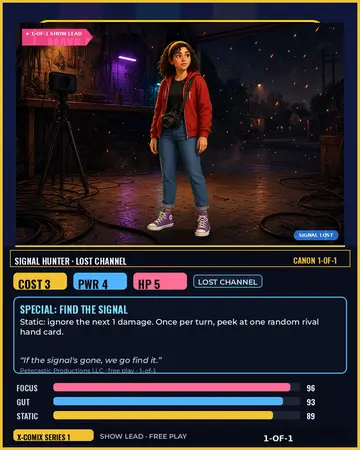 ★ 1-OF-1 SHOW LEAD
SIGNAL LOST
SIGNAL HUNTER · LOST CHANNEL
CANON 1-OF-1
COST 3
PWR 4
HP 5
LOST CHANNEL
SPECIAL: FIND THE SIGNAL
Static: ignore the next 1 damage. Once per turn, peek at one random rival
hand card.
"If the signal's gone, we go find it."
Petecastic Productions LLC · free play · 1-of-1
FOCUS 96
GUT 93
STATIC 89
X-COMIX SERIES 1
SHOW LEAD · FREE PLAY
1-OF-1